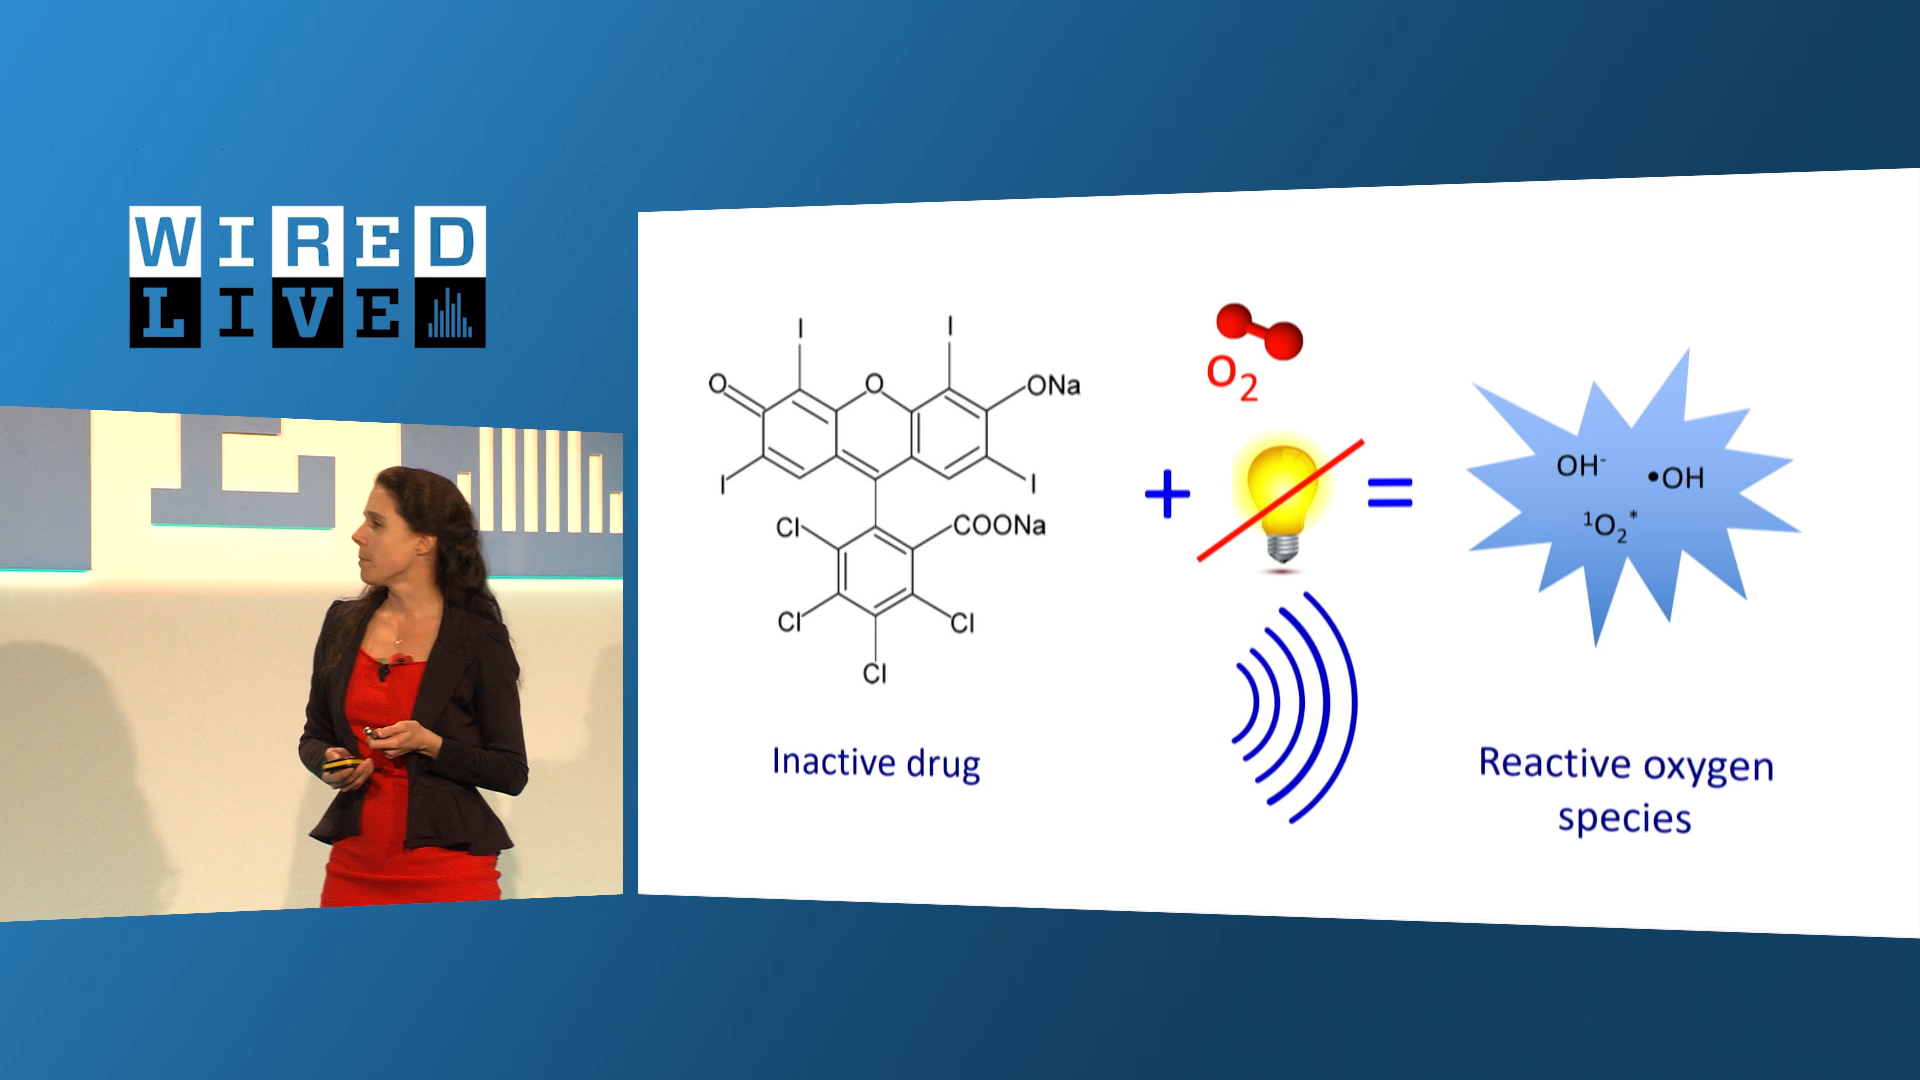 WIRED
LIVE
I
I
O
O
ONa
I
I
Cl
COONa
Cl
Cl
Cl
Inactive drug
O₂
+
=
OH⁻
•OH
¹O₂*
Reactive oxygen
species